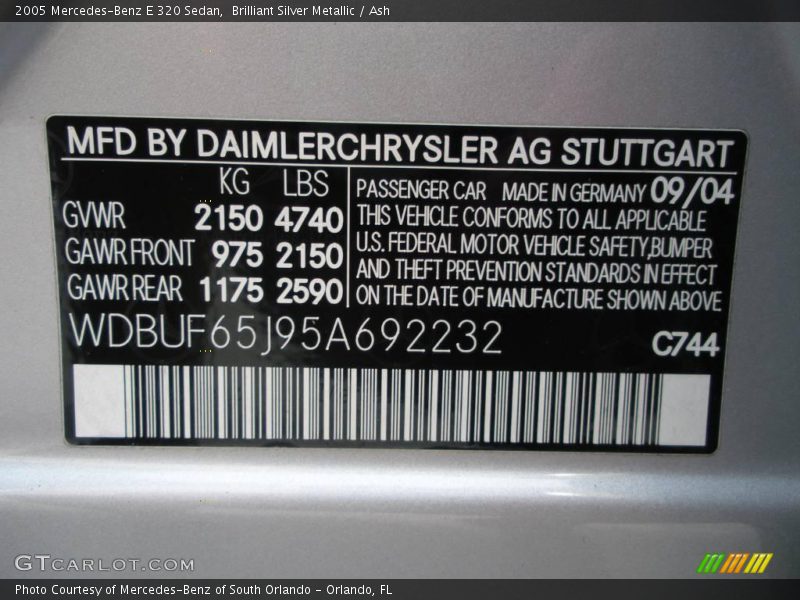 2005 Mercedes-Benz E 320 Sedan,  Brilliant Silver Metallic / Ash
MFD BY DAIMLERCHRYSLER AG STUTTGART
KG LBS
GVWR 2150 4740
GAWR FRONT 975 2150
GAWR REAR 1175 2590
PASSENGER CAR MADE IN GERMANY 09/04
THIS VEHICLE CONFORMS TO ALL APPLICABLE
U.S. FEDERAL MOTOR VEHICLE SAFETY,BUMPER
AND THEFT PREVENTION STANDARDS IN EFFECT
ON THE DATE OF MANUFACTURE SHOWN ABOVE
WDBUF65J95A692232
C744
GTCARLOT.COM
Photo Courtesy of Mercedes-Benz of South Orlando - Orlando, FL